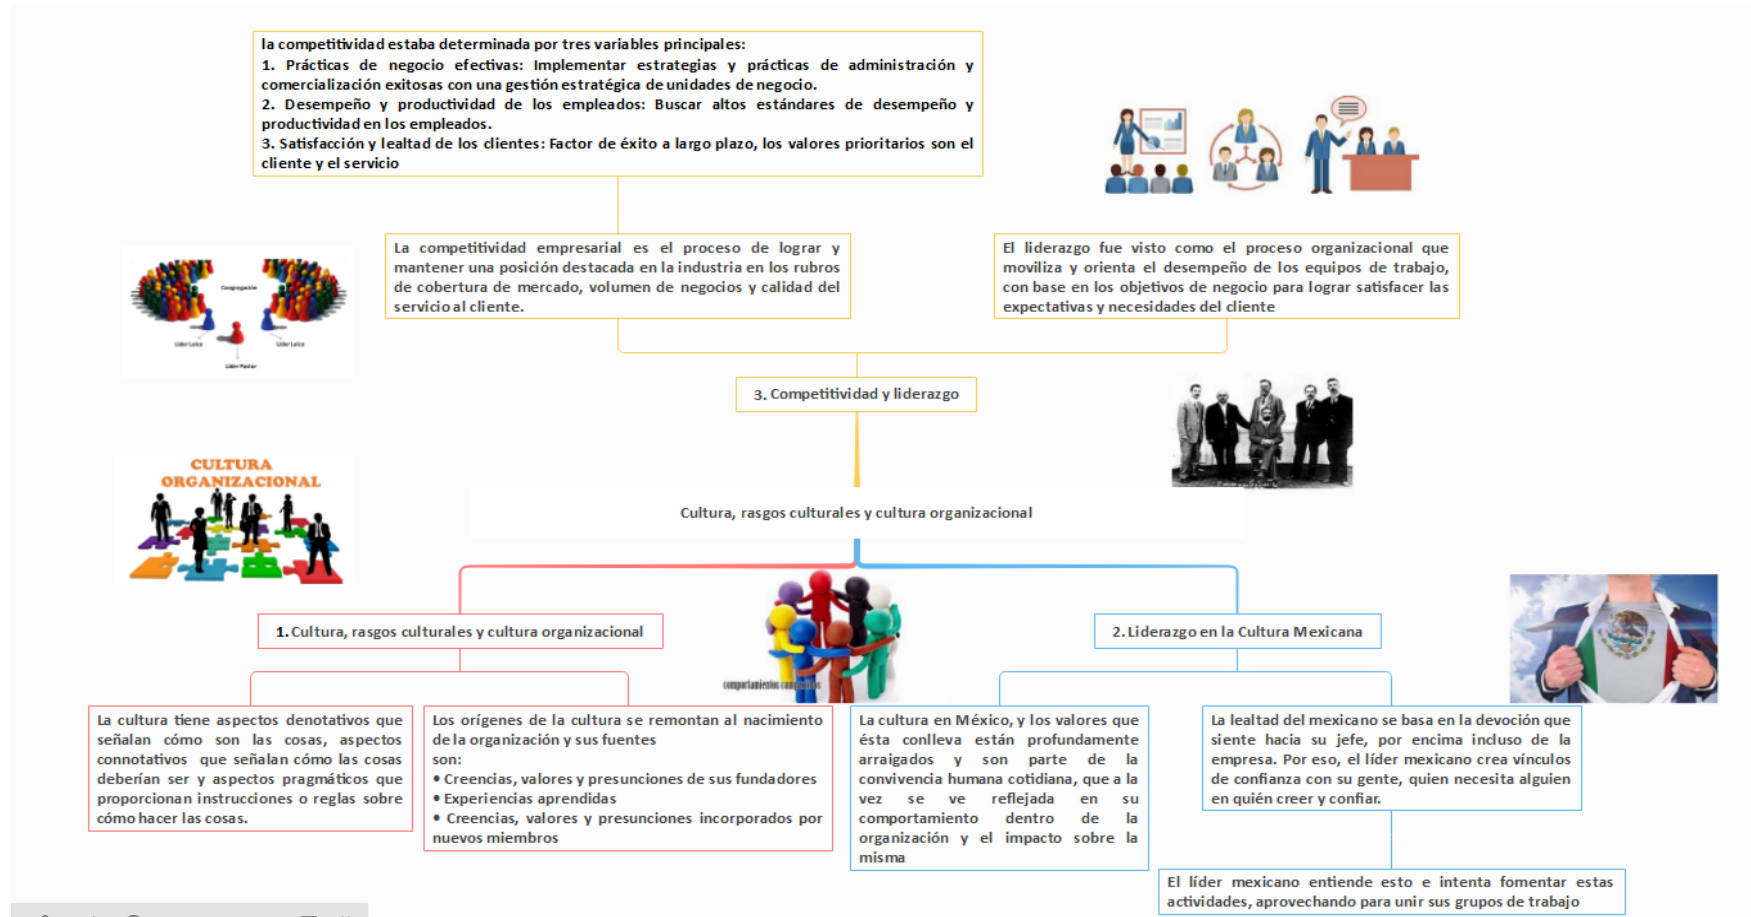 la competitividad estaba determinada por tres variables principales:
1. Prácticas de negocio efectivas: Implementar estrategias y prácticas de administración y
comercialización exitosas con una gestión estratégica de unidades de negocio.
2. Desempeño y productividad de los empleados: Buscar altos estándares de desempeño y
productividad en los empleados.
3. Satisfacción y lealtad de los clientes: Factor de éxito a largo plazo, los valores prioritarios son el
cliente y el servicio
La competitividad empresarial es el proceso de lograr y
mantener una posición destacada en la industria en los rubros
de cobertura de mercado, volumen de negocios y calidad del
servicio al cliente.
El liderazgo fue visto como el proceso organizacional que
moviliza y orienta el desempeño de los equipos de trabajo,
con base en los objetivos de negocio para lograr satisfacer las
expectativas y necesidades del cliente
Congregación
Líder Laico
Líder Laico
Líder Pastor
3. Competitividad y liderazgo
CULTURA
ORGANIZACIONAL
Cultura, rasgos culturales y cultura organizacional
1. Cultura, rasgos culturales y cultura organizacional
2. Liderazgo en la Cultura Mexicana
comportamientos
La cultura tiene aspectos denotativos que
señalan cómo son las cosas, aspectos
connotativos que señalan cómo las cosas
deberían ser y aspectos pragmáticos que
proporcionan instrucciones o reglas sobre
cómo hacer las cosas.
Los orígenes de la cultura se remontan al nacimiento
de la organización y sus fuentes
son:
• Creencias, valores y presunciones de sus fundadores
• Experiencias aprendidas
• Creencias, valores y presunciones incorporados por
nuevos miembros
La cultura en México, y los valores que
ésta conlleva están profundamente
arraigados y son parte de la
convivencia humana cotidiana, que a la
vez se ve reflejada en su
comportamiento dentro de la
organización y el impacto sobre la
misma
La lealtad del mexicano se basa en la devoción que
siente hacia su jefe, por encima incluso de la
empresa. Por eso, el líder mexicano crea vínculos
de confianza con su gente, quien necesita alguien
en quién creer y confiar.
El líder mexicano entiende esto e intenta fomentar estas
actividades, aprovechando para unir sus grupos de trabajo